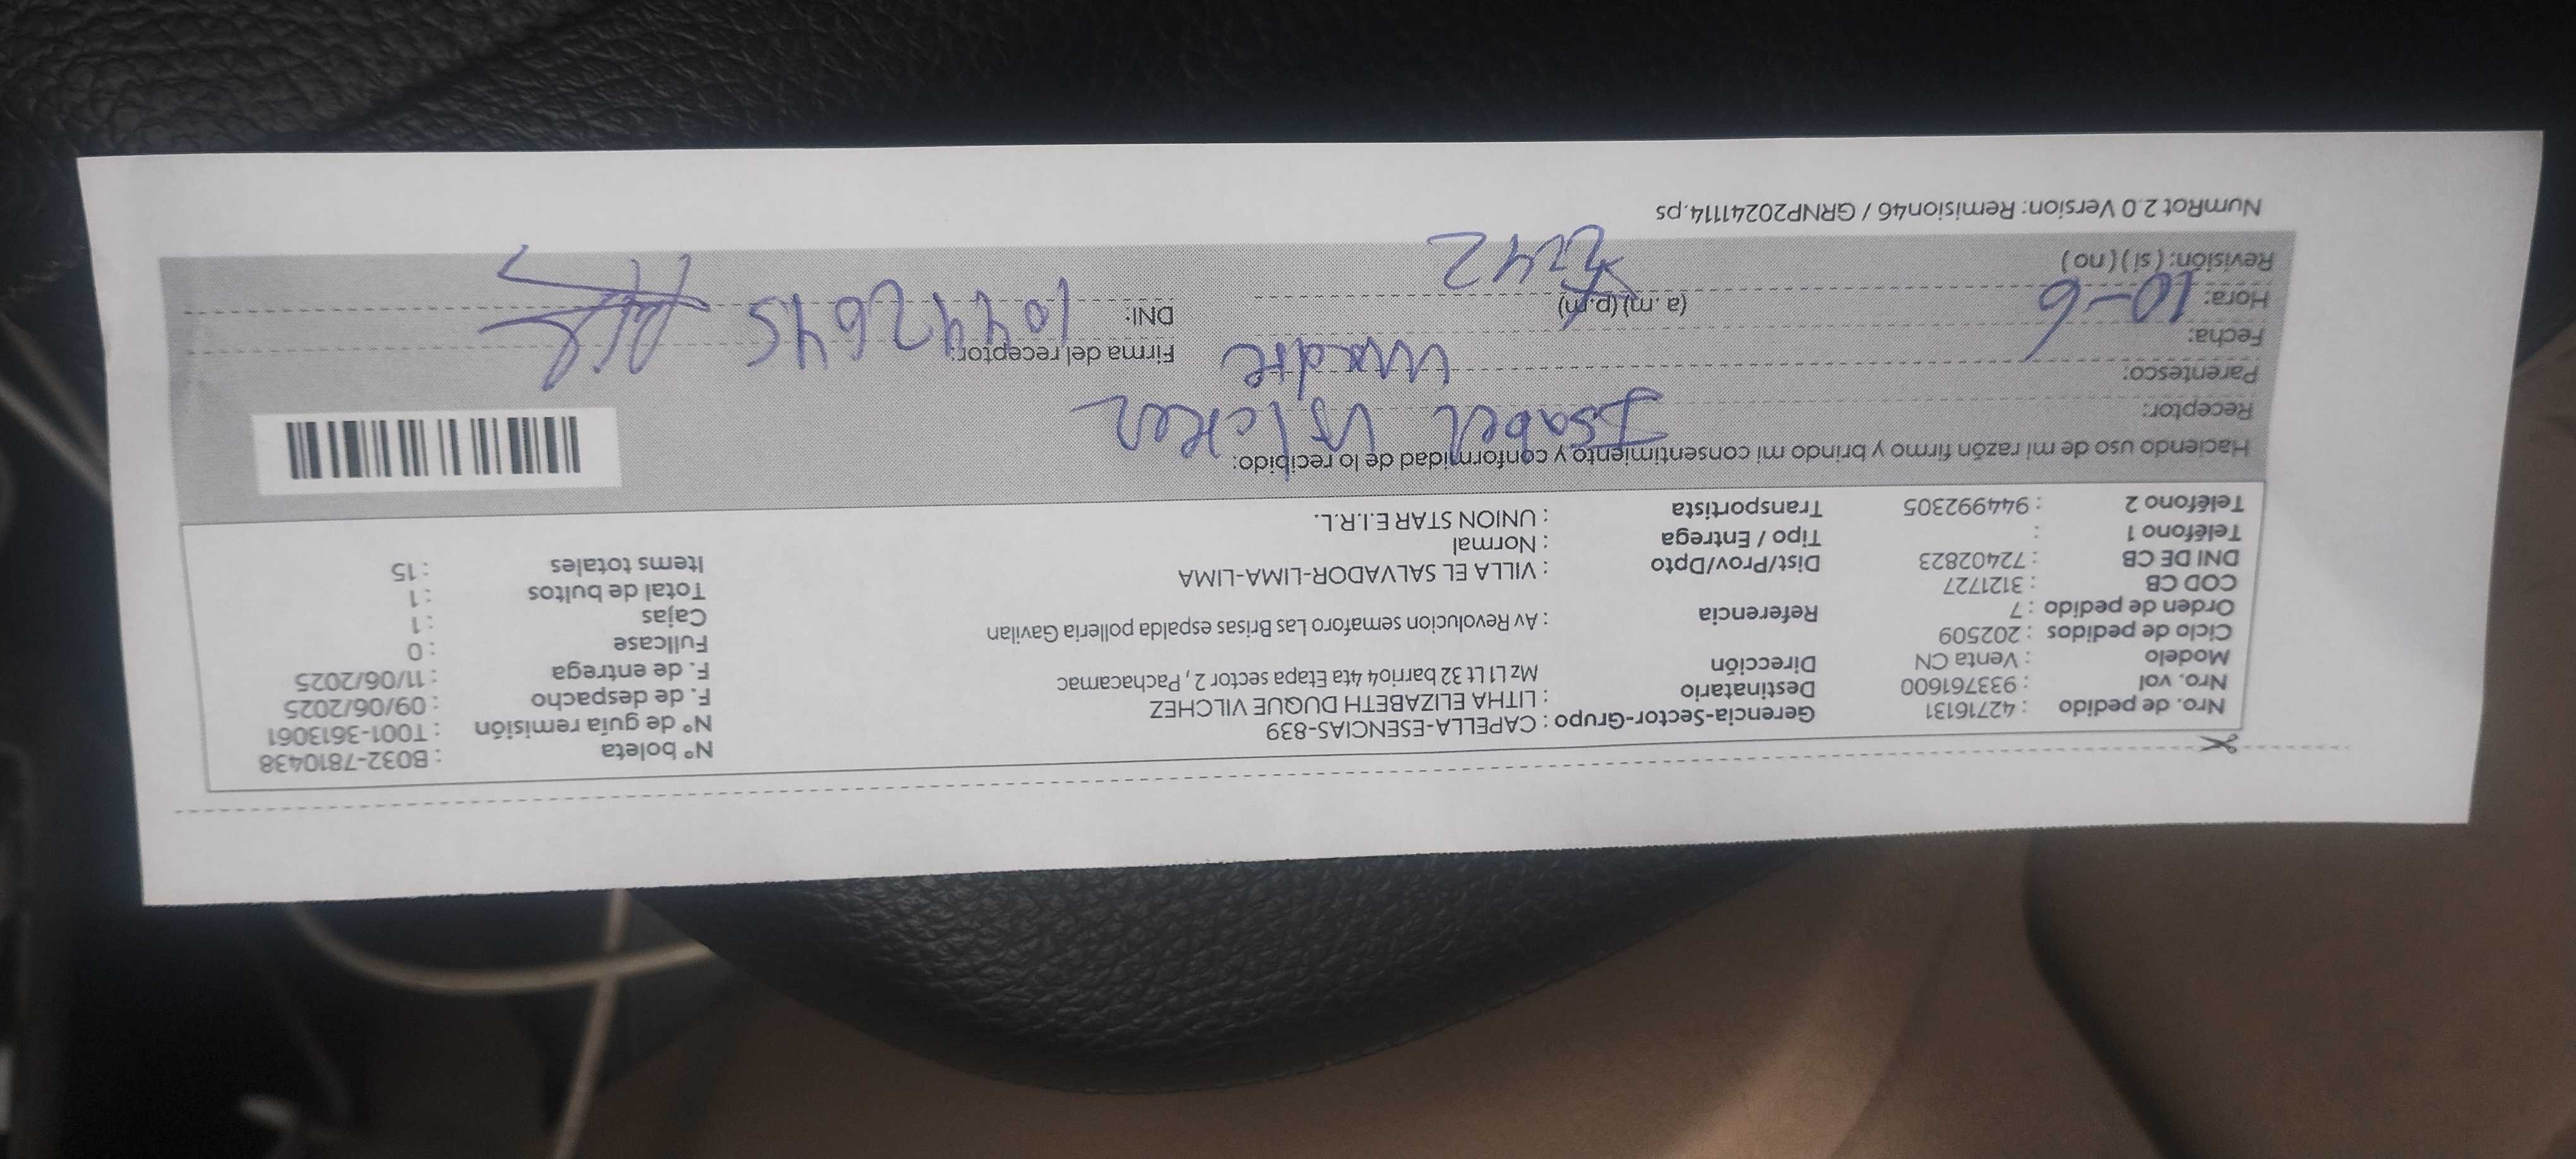 Nro. de pedido : 42716131 Gerencia-Sector-Grupo : CAPELLA-ESENCIAS-839 N° boleta : B032-7810438
Nro. vol : 933761600 Destinatario : LITHA ELIZABETH DUQUE VILCHEZ N° de guía remisión : T001-3613061
Modelo : Venta CN Dirección Mz L1 Lt 32 barrio4 4ta Etapa sector 2, Pachacamac F. de despacho : 09/06/2025
Ciclo de pedidos : 202509 F. de entrega : 11/06/2025
Orden de pedido : 7 Referencia : Av Revolucion semaforo Las Brisas espalda polleria Gavilan Fullcase : 0
COD CB : 3121727 Cajas : 1
DNI DE CB : 72402823 Dist/Prov/Dpto : VILLA EL SALVADOR-LIMA-LIMA Total de bultos : 1
Teléfono 1 : Tipo / Entrega : Normal Items totales : 15
Teléfono 2 : 944992305 Transportista : UNION STAR E.I.R.L.
Haciendo uso de mi razón firmo y brindo mi consentimiento y conformidad de lo recibido:
Receptor: Isabel Vilchez
Parentesco: Madre
Fecha: 10-6 Firma del receptor:
Hora: (a.m) (p.m) 2:42 DNI: 10492645
Revisión: (si) (no)
NumRot 2.0 Version: Remision46 / GRNP20241114.ps